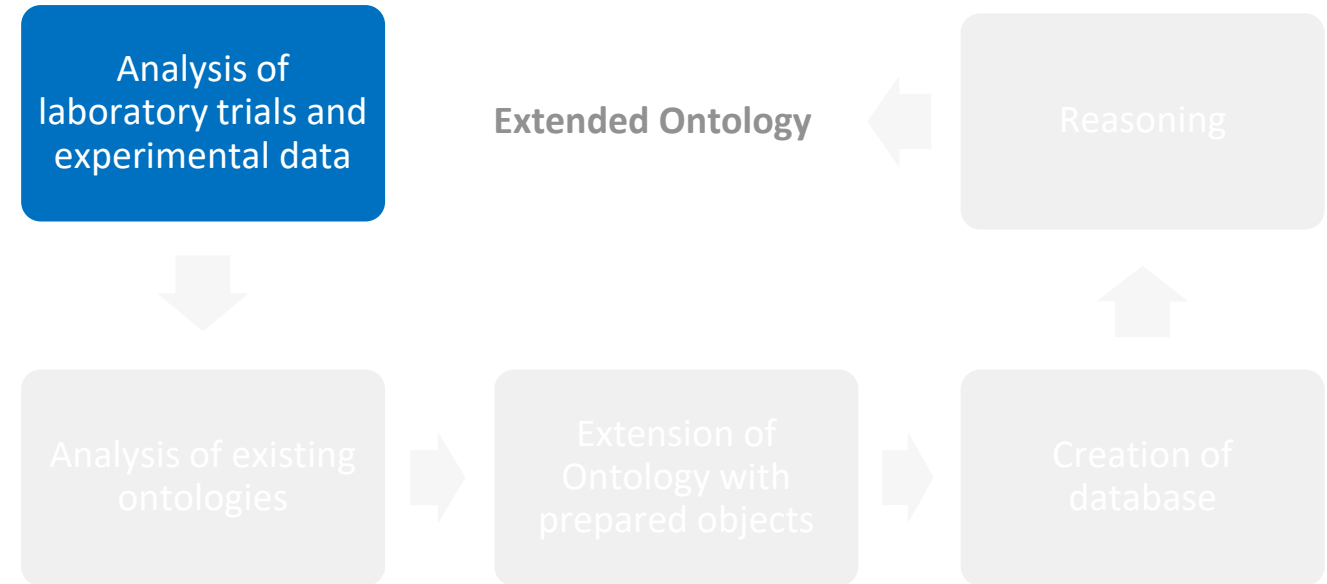 Analysis of
laboratory trials and
experimental data
Extended Ontology
Reasoning
Analysis of existing
ontologies
Extension of
Ontology with
prepared objects
Creation of
database